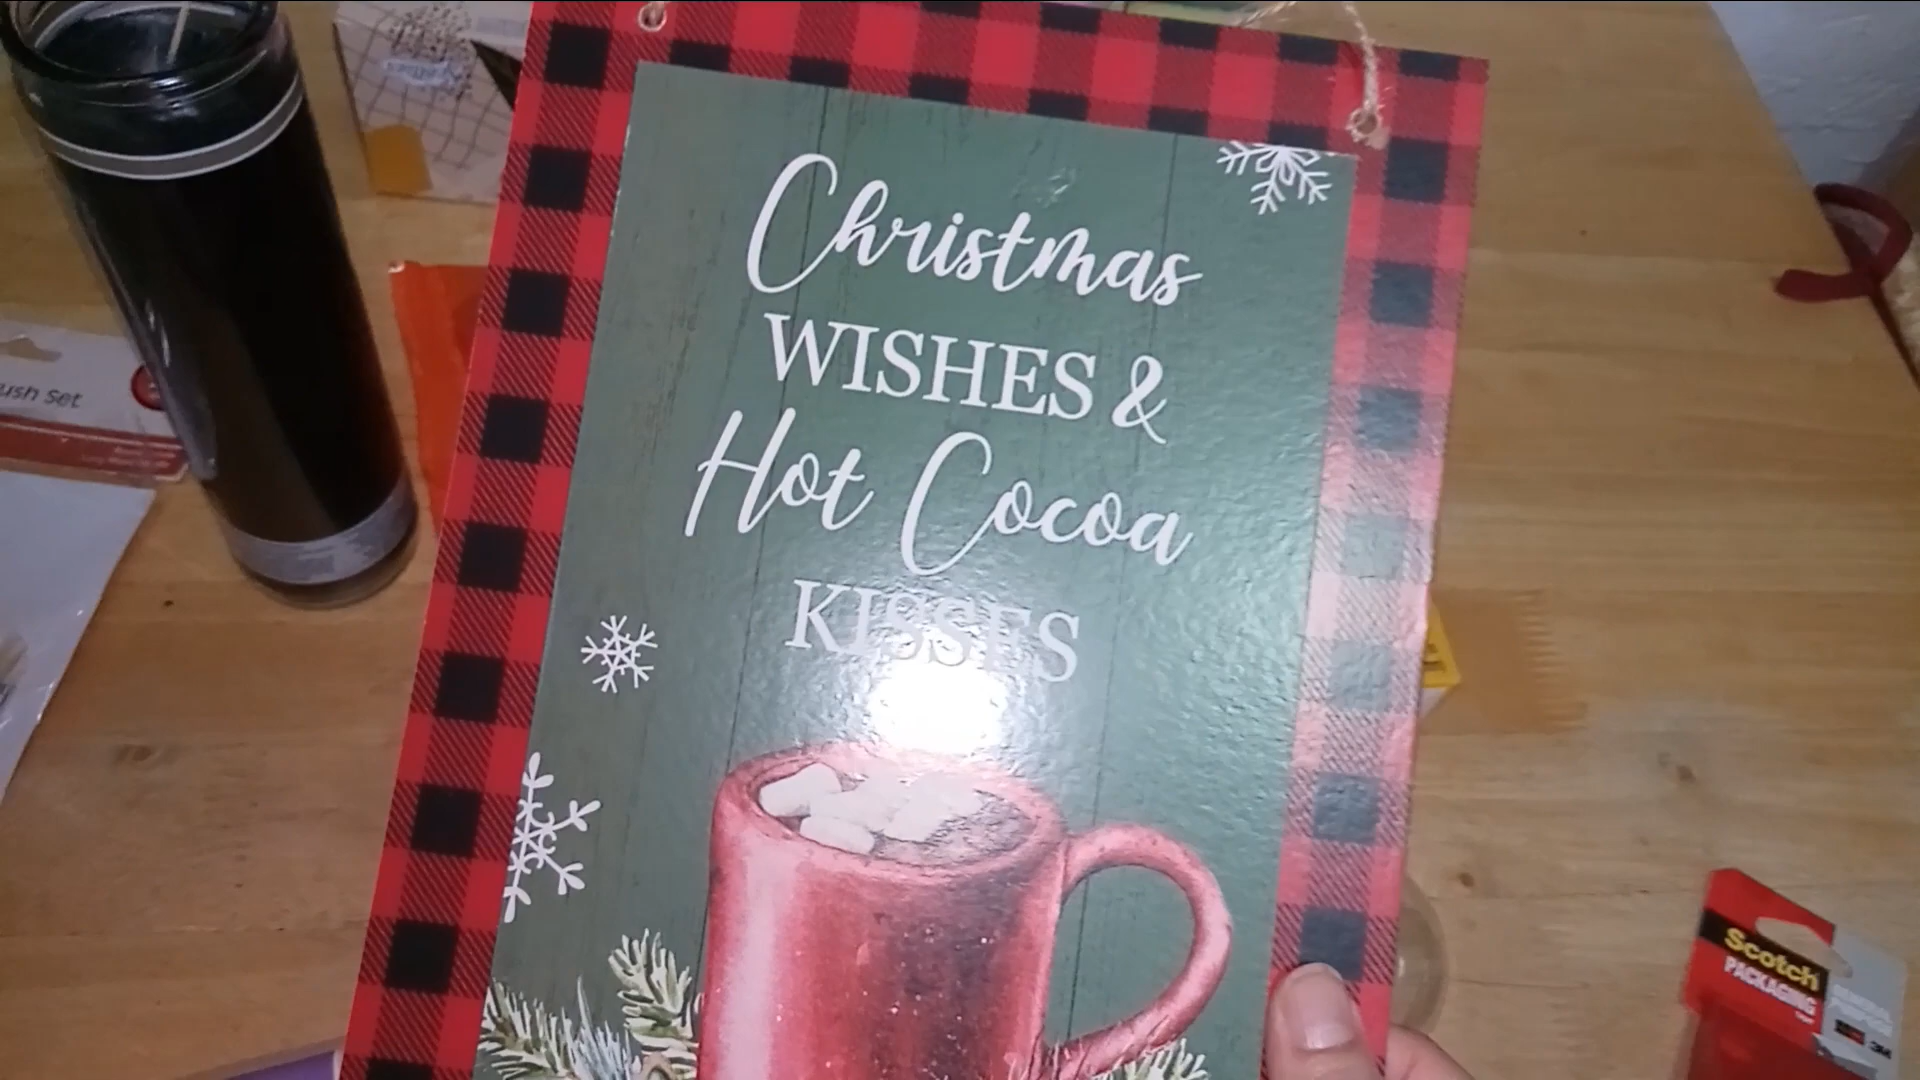 Christmas
WISHES &
Hot Cocoa
KISSES
ush set
Scotch
PACKAGING
3M